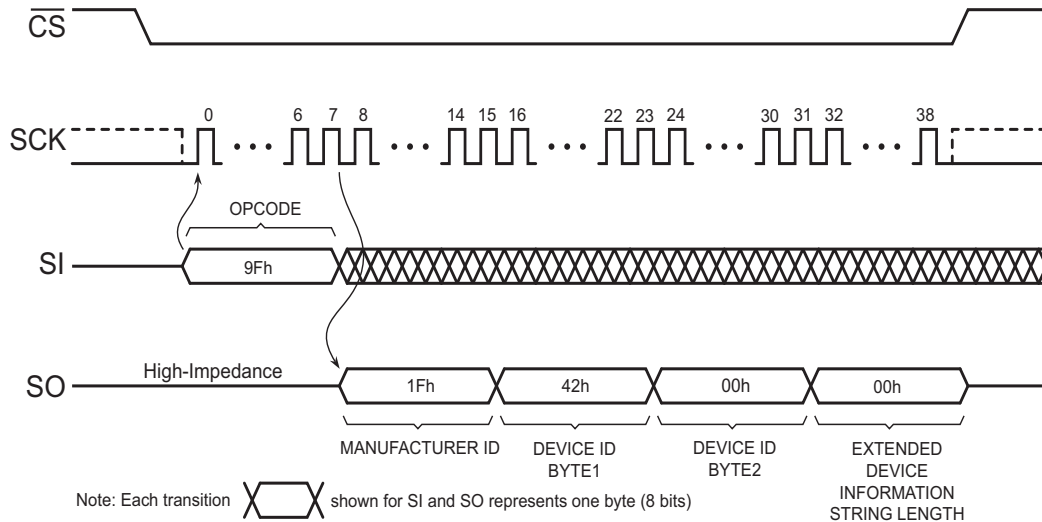 CS
SCK
0 6 7 8 14 15 16 22 23 24 30 31 32 38
OPCODE
SI
9Fh
High-Impedance
SO
1Fh 42h 00h 00h
MANUFACTURER ID
DEVICE ID
BYTE1
DEVICE ID
BYTE2
EXTENDED
DEVICE
INFORMATION
STRING LENGTH
Note: Each transition shown for SI and SO represents one byte (8 bits)